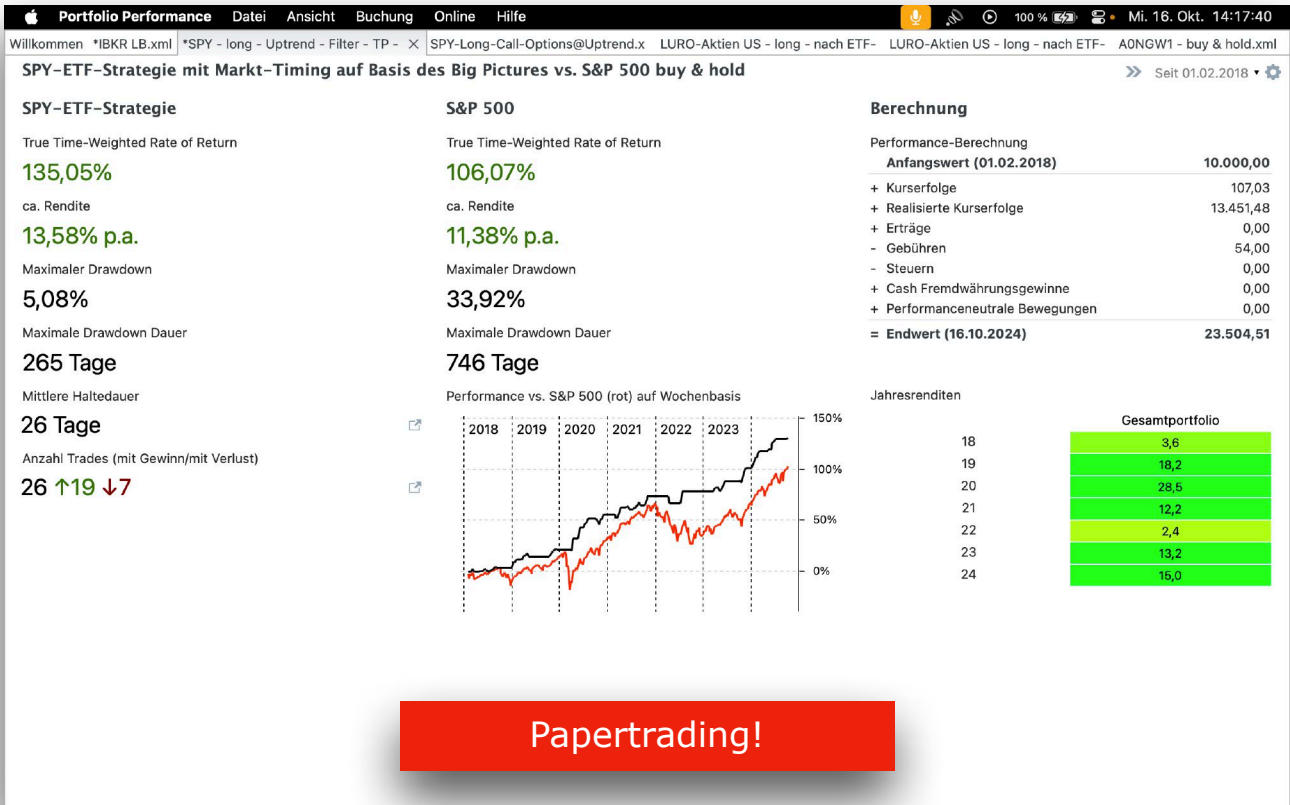 Portfolio Performance Datei Ansicht Buchung Online Hilfe 100 % Mi. 16. Okt. 14:17:40
Willkommen *IBKR LB.xml *SPY - long - Uptrend - Filter - TP - SPY-Long-Call-Options@Uptrend.x LURO-Aktien US - long - nach ETF- LURO-Aktien US - long - nach ETF- A0NGW1 - buy & hold.xml
SPY-ETF-Strategie mit Markt-Timing auf Basis des Big Pictures vs. S&P 500 buy & hold
Seit 01.02.2018
SPY-ETF-Strategie
True Time-Weighted Rate of Return
135,05%
ca. Rendite
13,58% p.a.
Maximaler Drawdown
5,08%
Maximale Drawdown Dauer
265 Tage
Mittlere Haltedauer
26 Tage
Anzahl Trades (mit Gewinn/mit Verlust)
26 ↑19 ↓7
S&P 500
True Time-Weighted Rate of Return
106,07%
ca. Rendite
11,38% p.a.
Maximaler Drawdown
33,92%
Maximale Drawdown Dauer
746 Tage
Performance vs. S&P 500 (rot) auf Wochenbasis
2018 2019 2020 2021 2022 2023
150%
100%
50%
0%
Berechnung
Performance-Berechnung
Anfangswert (01.02.2018) 10.000,00
+ Kurserfolge 107,03
+ Realisierte Kurserfolge 13.451,48
+ Erträge 0,00
- Gebühren 54,00
- Steuern 0,00
+ Cash Fremdwährungsgewinne 0,00
+ Performanceneutrale Bewegungen 0,00
= Endwert (16.10.2024) 23.504,51
Jahresrenditen
Gesamtportfolio
18 3,6
19 18,2
20 28,5
21 12,2
22 2,4
23 13,2
24 15,0
Papertrading!